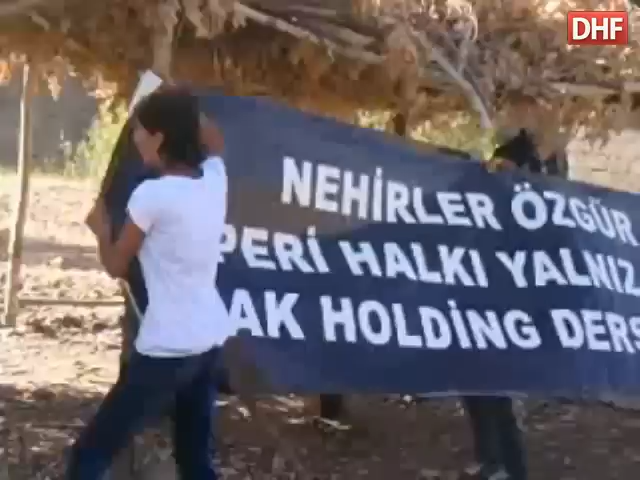 DHF
NEHİRLER ÖZGÜR
PERİ HALKI YALNIZ
AK HOLDİNG DERS